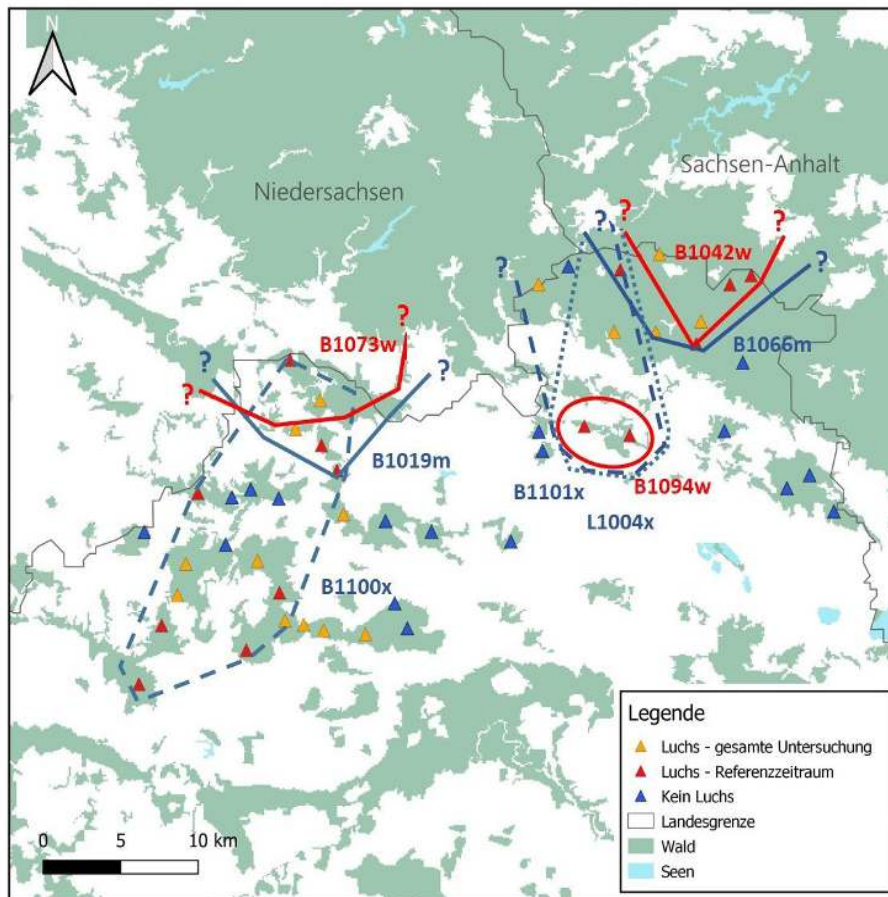 N
Niedersachsen
Sachsen-Anhalt
?
?
?
B1042w
?
?
?
B1073w
?
B1066m
?
?
?
B1019m
B1101x
B1094w
L1004x
B1100x
Legende
Luchs - gesamte Untersuchung
Luchs - Referenzzeitraum
Kein Luchs
Landesgrenze
Wald
Seen
0 5 10 km